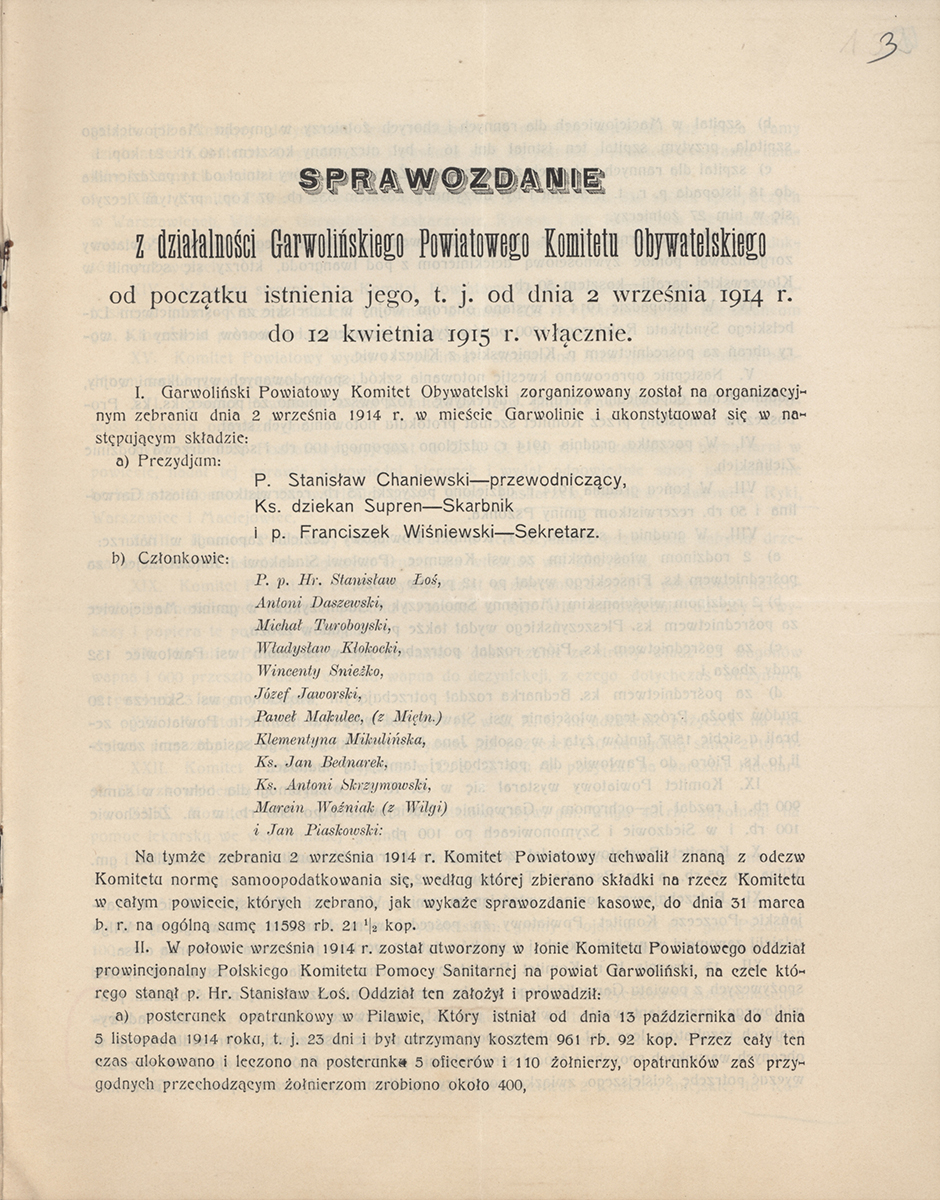 3
SPRAWOZDANIE
z działalności Garwolińskiego Powiatowego Komitetu Obywatelskiego
od początku istnienia jego, t. j. od dnia 2 września 1914 r.
do 12 kwietnia 1915 r. włącznie.
I. Garwoliński Powiatowy Komitet Obywatelski zorganizowany został na organizacyj-
nym zebraniu dnia 2 września 1914 r. w mieście Garwolinie i ukonstytuował się w na-
stępującym składzie:
a) Prezydjum:
P. Stanisław Chaniewski—przewodniczący,
Ks. dziekan Supren—Skarbnik
i p. Franciszek Wiśniewski—Sekretarz.
b) Członkowie:
P. p. Hr. Stanisław Łoś,
Antoni Daszewski,
Michał Turoboyski,
Władysław Kłokocki,
Wincenty Snieżko,
Józef Jaworski,
Paweł Makulec, (z Miętn.)
Klementyna Mikulińska,
Ks. Jan Bednarek,
Ks. Antoni Skrzymowski,
Marcin Woźniak (z Wilgi)
i Jan Piaskowski:
Na tymże zebraniu 2 września 1914 r. Komitet Powiatowy uchwalił znaną z odezw
Komitetu normę samoopodatkowania się, według której zbierano składki na rzecz Komitetu
w całym powiecie, których zebrano, jak wykaże sprawozdanie kasowe, do dnia 31 marca
b. r. na ogólną sumę 11598 rb. 21 ½ kop.
II. W połowie września 1914 r. został utworzony w łonie Komitetu Powiatowego oddział
prowincjonalny Polskiego Komitetu Pomocy Sanitarnej na powiat Garwoliński, na czele któ-
rego stanął p. Hr. Stanisław Łoś. Oddział ten założył i prowadził:
a) posterunek opatrunkowy w Pilawie, Który istniał od dnia 13 października do dnia
5 listopada 1914 roku, t. j. 23 dni i był utrzymany kosztem 961 rb. 92 kop. Przez cały ten
czas ulokowano i leczono na posterunku 5 oficerów i 110 żołnierzy, opatrunków zaś przy-
godnych przechodzącym żołnierzom zrobiono około 400,